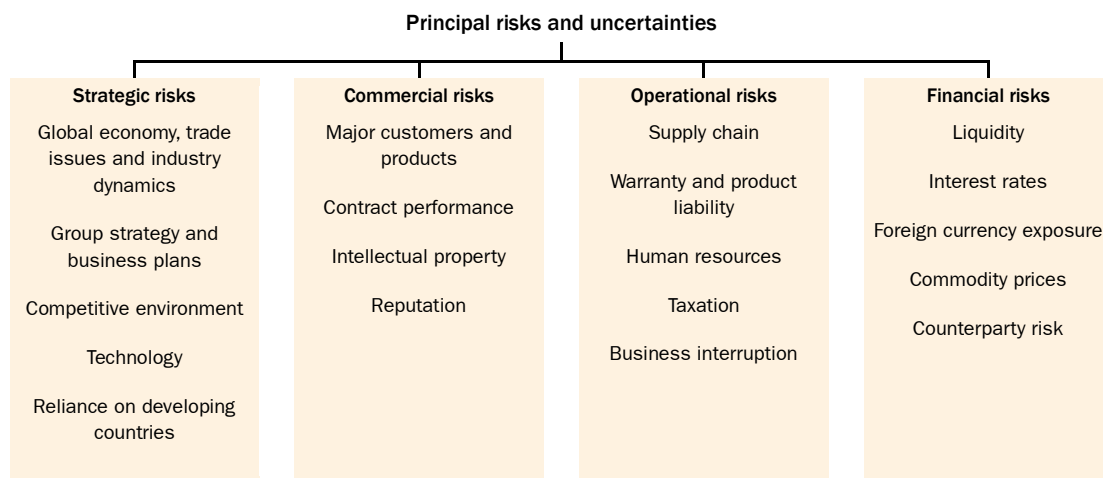 Principal risks and uncertainties
Strategic risks
Global economy, trade
issues and industry
dynamics
Group strategy and
business plans
Competitive environment
Technology
Reliance on developing
countries
Commercial risks
Major customers and
products
Contract performance
Intellectual property
Reputation
Operational risks
Supply chain
Warranty and product
liability
Human resources
Taxation
Business interruption
Financial risks
Liquidity
Interest rates
Foreign currency exposure
Commodity prices
Counterparty risk